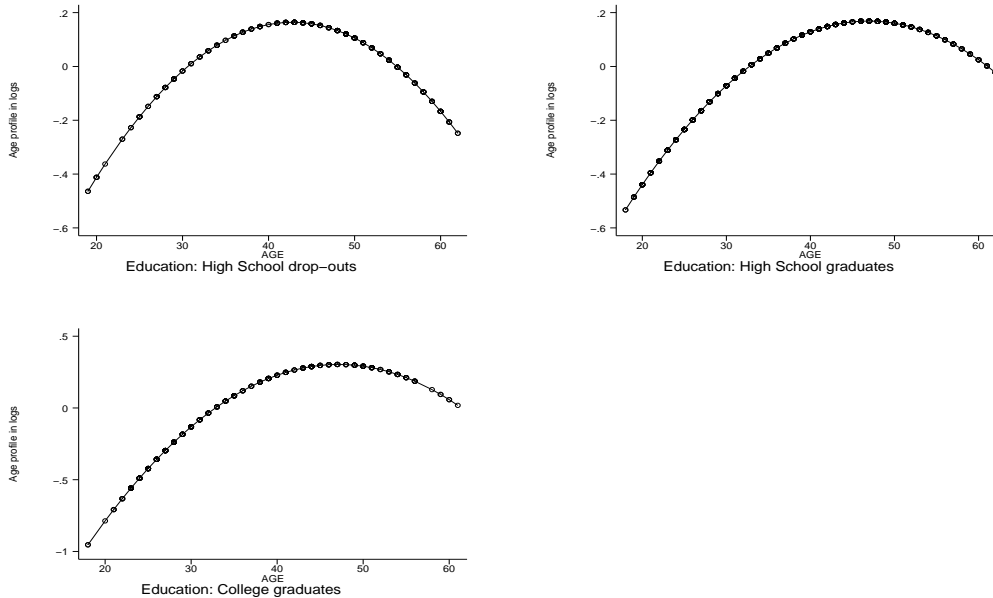 Age profile in logs
.2
0
−.2
−.4
−.6
20 30 40 50 60
AGE
Education: High School drop−outs
Age profile in logs
.2
0
−.2
−.4
−.6
20 30 40 50 60
AGE
Education: High School graduates
Age profile in logs
.5
0
−.5
−1
20 30 40 50 60
AGE
Education: College graduates